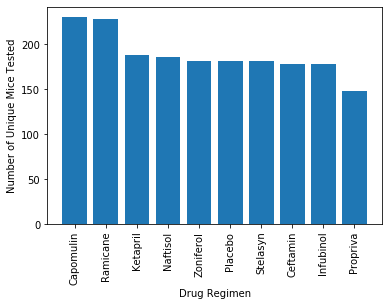 Number of Unique Mice Tested
200
150
100
50
0
Capomulin
Ramicane
Ketapril
Naftisol
Zoniferol
Placebo
Stelasyn
Ceftamin
Infubinol
Propriva
Drug Regimen